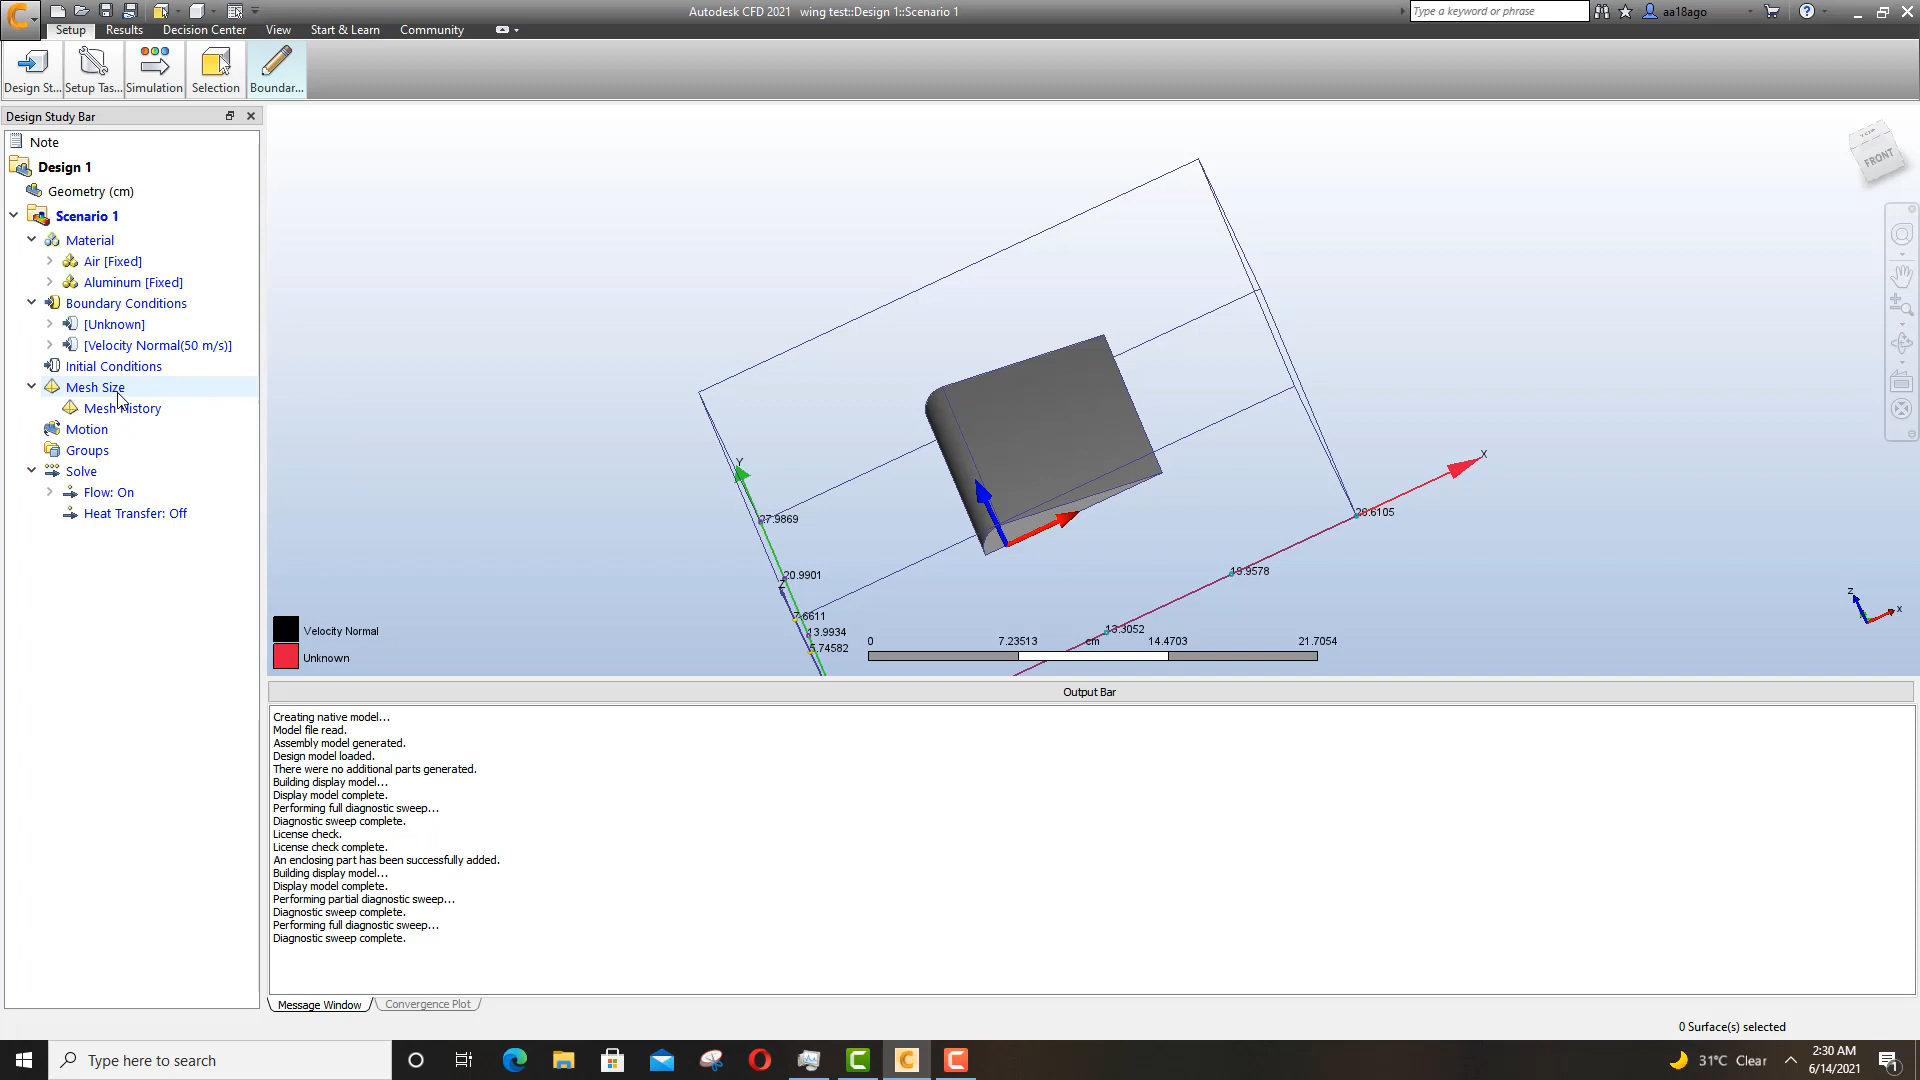 Autodesk CFD 2021 wing test::Design 1::Scenario 1
Type a keyword or phrase
aa18ago
Setup Results Decision Center View Start & Learn Community
Design St... Setup Tas... Simulation Selection Boundar...
Design Study Bar
Note
Design 1
Geometry (cm)
Scenario 1
Material
Air [Fixed]
Aluminum [Fixed]
Boundary Conditions
[Unknown]
[Velocity Normal(50 m/s)]
Initial Conditions
Mesh Size
Mesh History
Motion
Groups
Solve
Flow: On
Heat Transfer: Off
TOP
FRONT
X
Y
27.9869
26.6105
20.9901
19.9578
Z
7.6611
13.9934
13.3052
5.74582
0 7.23513 cm 14.4703 21.7054
z
x
Velocity Normal
Unknown
Output Bar
Creating native model...
Model file read.
Assembly model generated.
Design model loaded.
There were no additional parts generated.
Building display model...
Display model complete.
Performing full diagnostic sweep...
Diagnostic sweep complete.
License check.
License check complete.
An enclosing part has been successfully added.
Building display model...
Display model complete.
Performing partial diagnostic sweep...
Diagnostic sweep complete.
Performing full diagnostic sweep...
Diagnostic sweep complete.
Message Window Convergence Plot
0 Surface(s) selected
Type here to search
31°C Clear
2:30 AM
6/14/2021
1